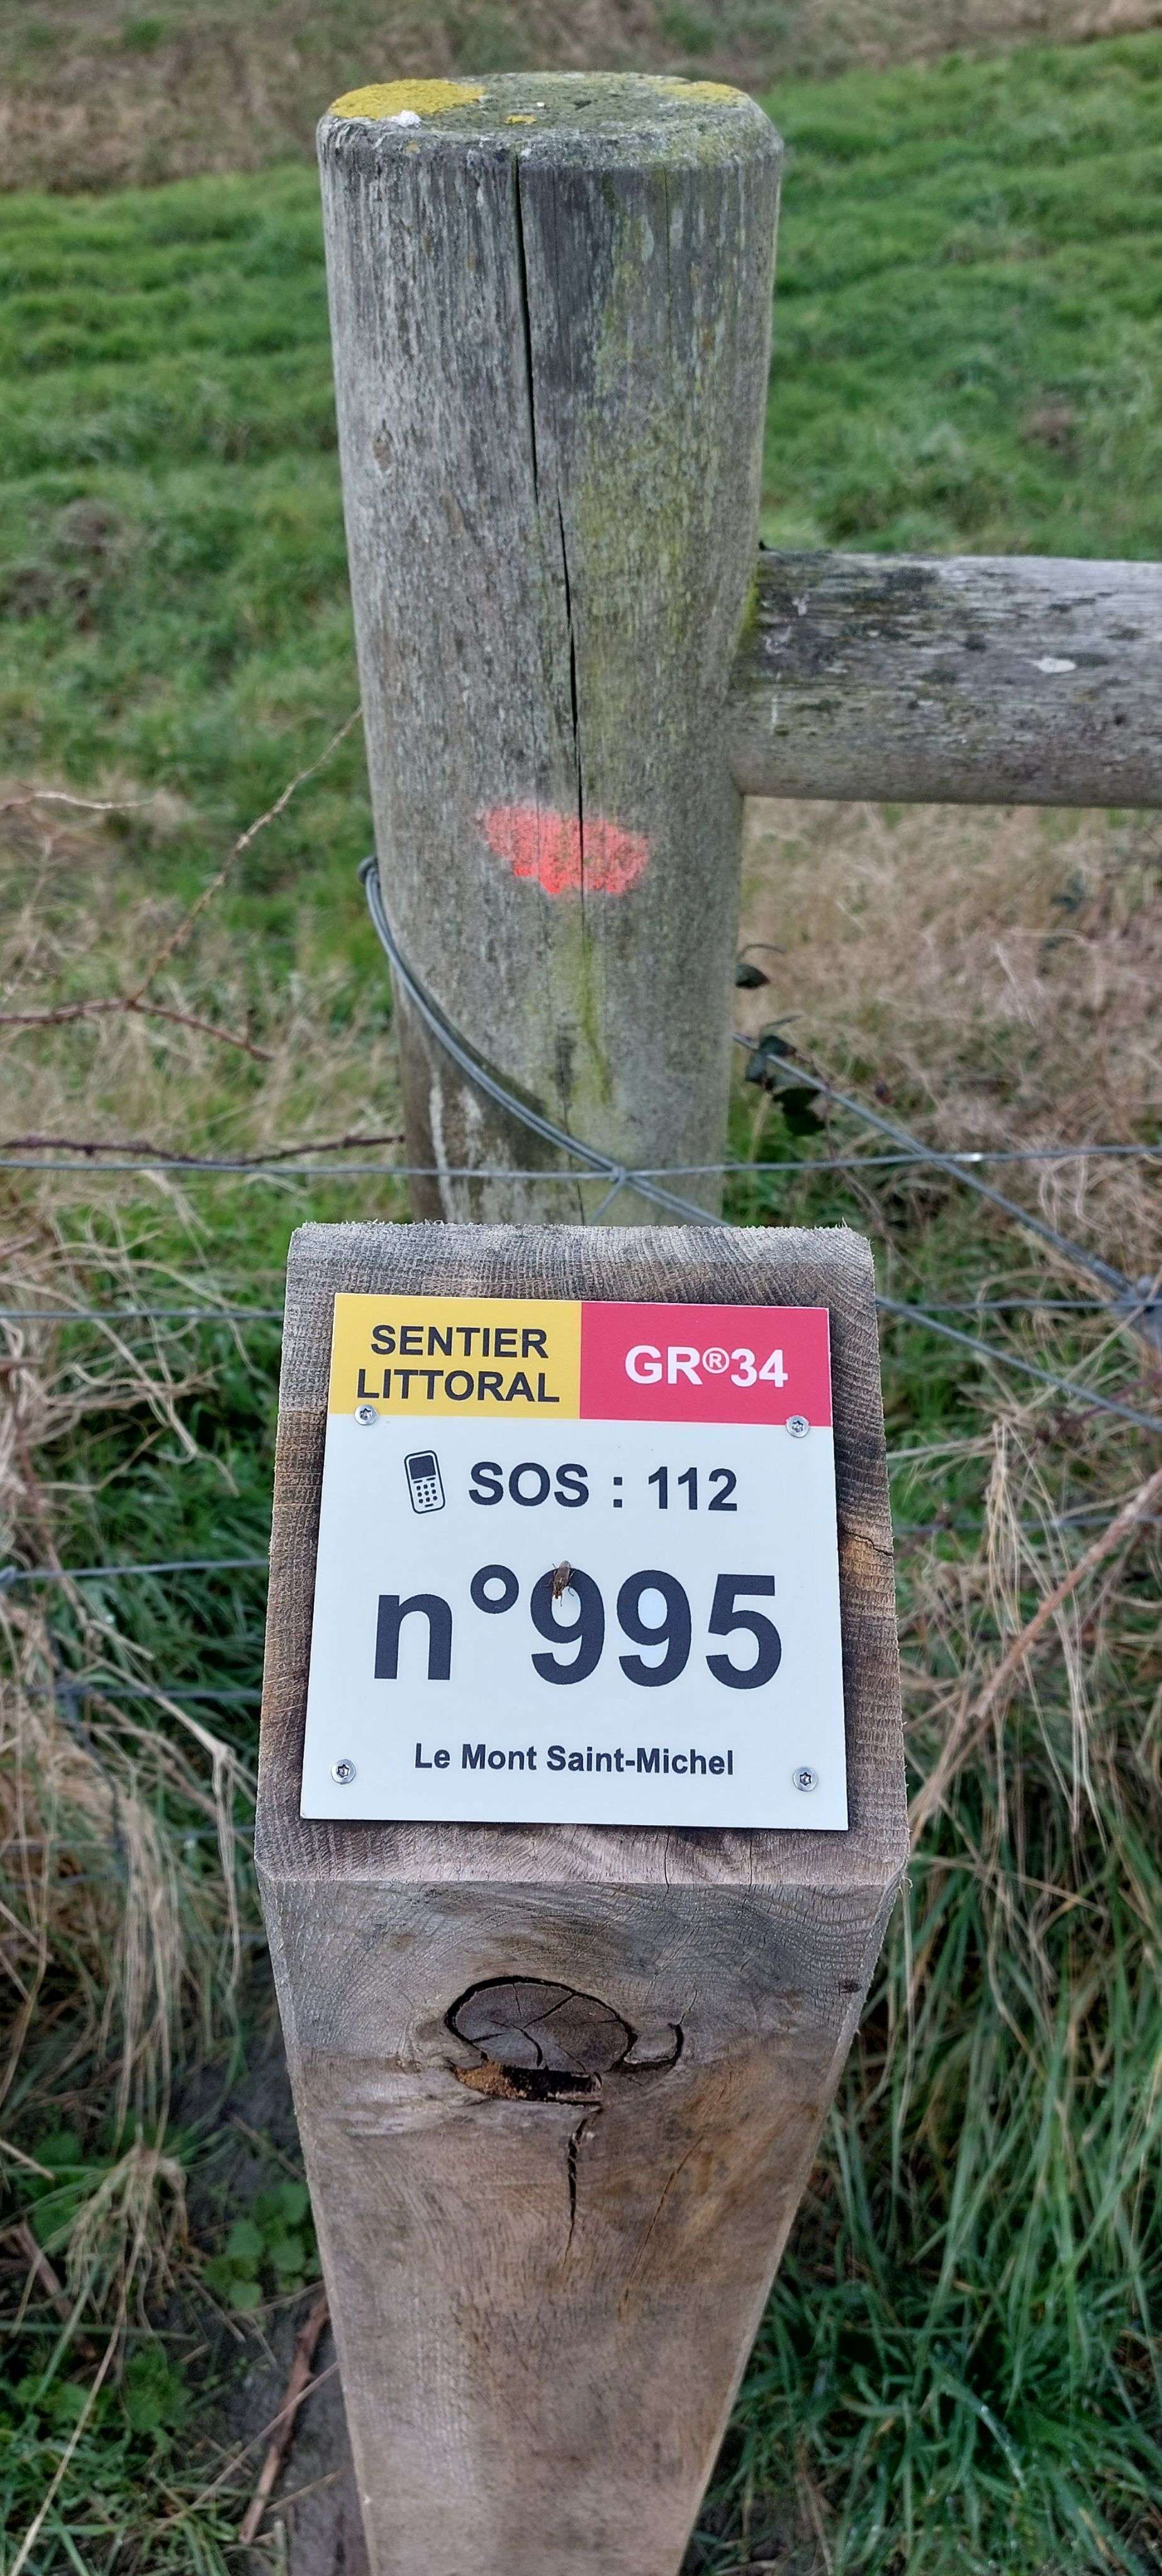 SENTIER
LITTORAL
GR®34
SOS : 112
n°995
Le Mont Saint-Michel